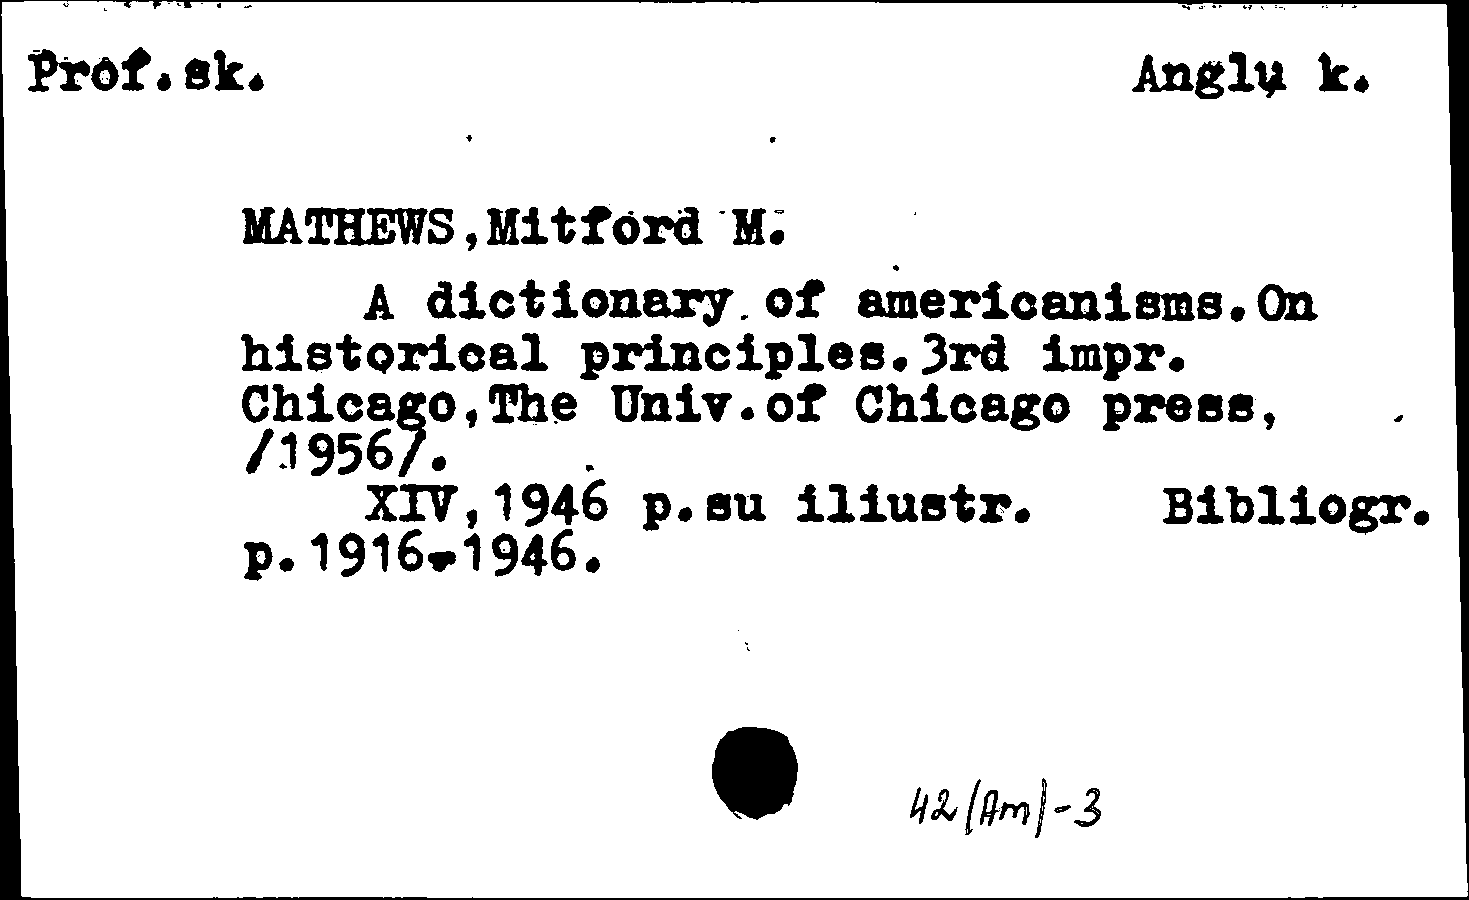 Prof.sk. Anglų k.
MATHEWS,Mitford M.
A dictionary of americanisms.On
historical principles.3rd impr.
Chicago,The Univ.of Chicago press,
/1956/.
XIV,1946 p.su iliustr. Bibliogr.
p.1916-1946.
42(Am)-3